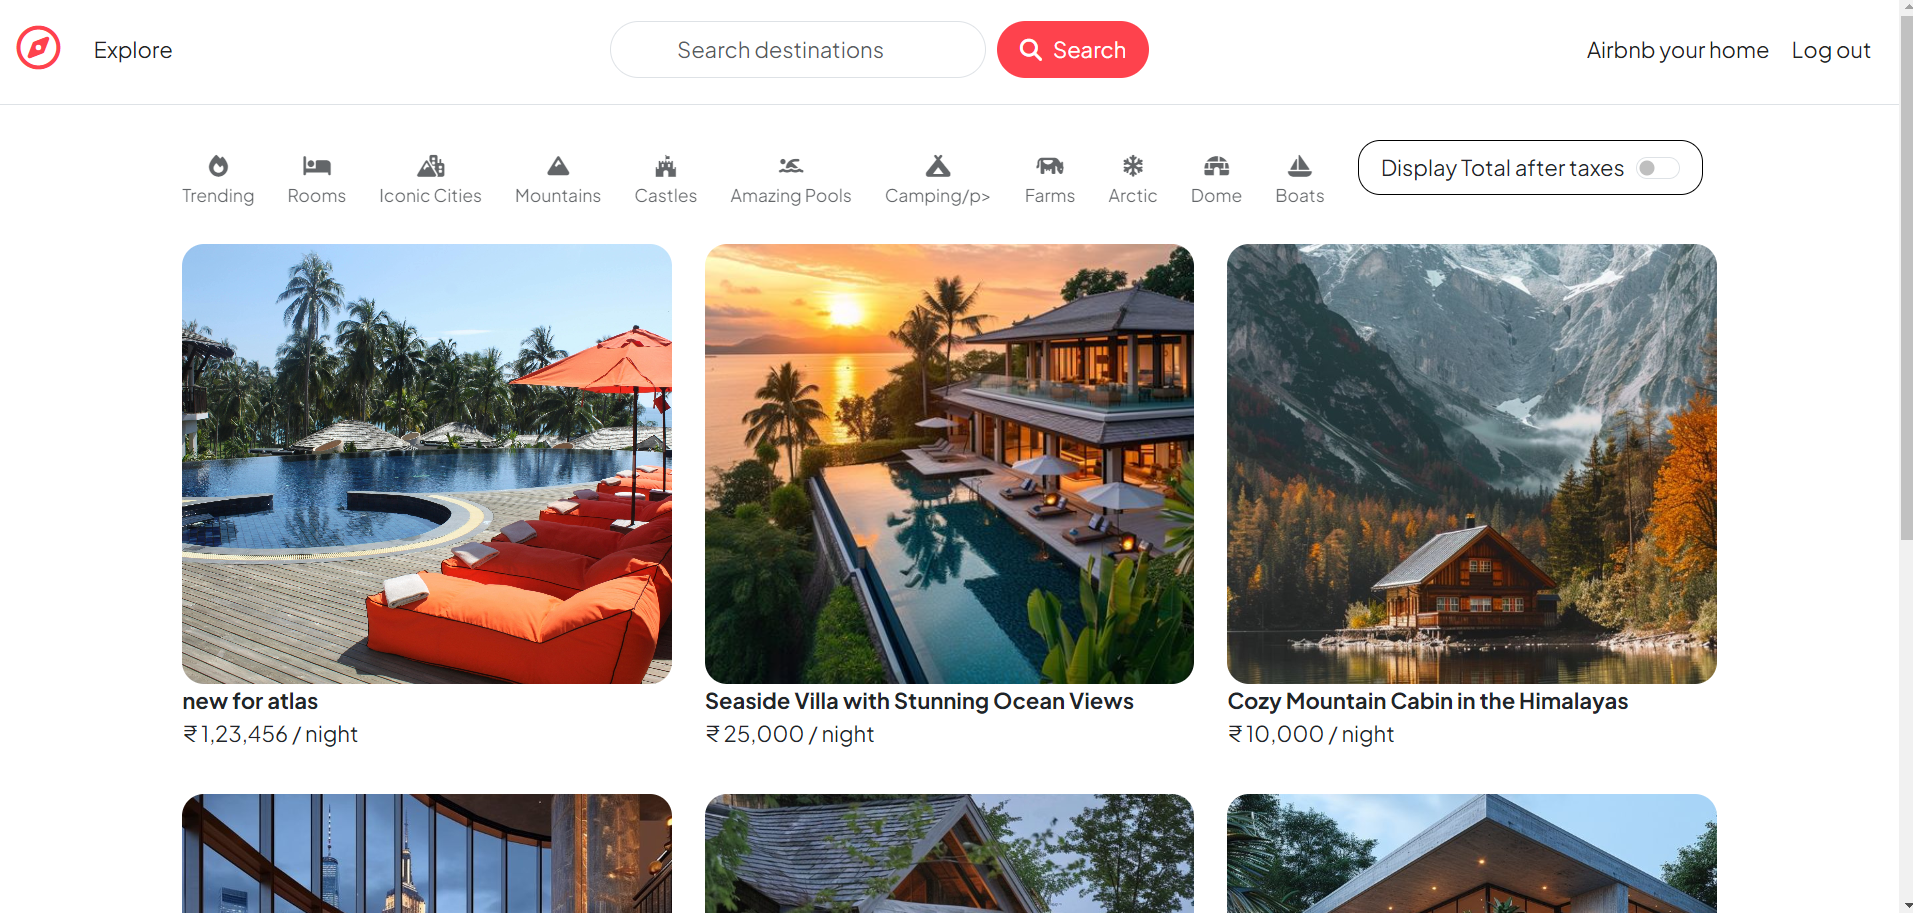 Explore
Search destinations
Search
Airbnb your home
Log out
Trending
Rooms
Iconic Cities
Mountains
Castles
Amazing Pools
Camping/p>
Farms
Arctic
Dome
Boats
Display Total after taxes
new for atlas
₹ 1,23,456 / night
Seaside Villa with Stunning Ocean Views
₹ 25,000 / night
Cozy Mountain Cabin in the Himalayas
₹ 10,000 / night